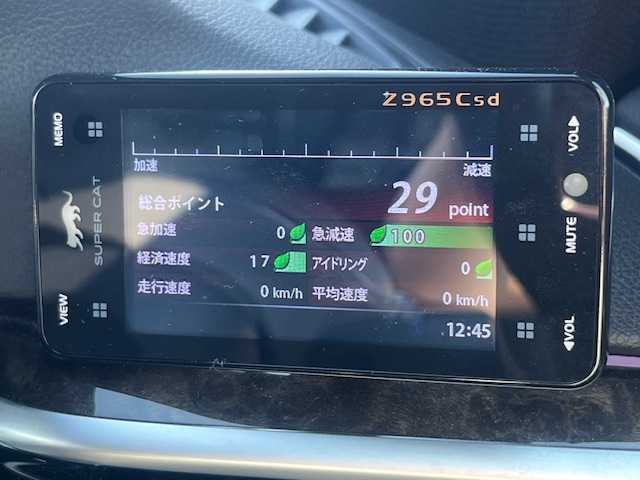 Z965Csd
MEMO
VOL▲
加速
減速
総合ポイント 29 point
急加速 0 急減速 100
経済速度 17 アイドリング 0
走行速度 0 km/h 平均速度 0 km/h
12:45
SUPER CAT
MUTE
VIEW
▼VOL